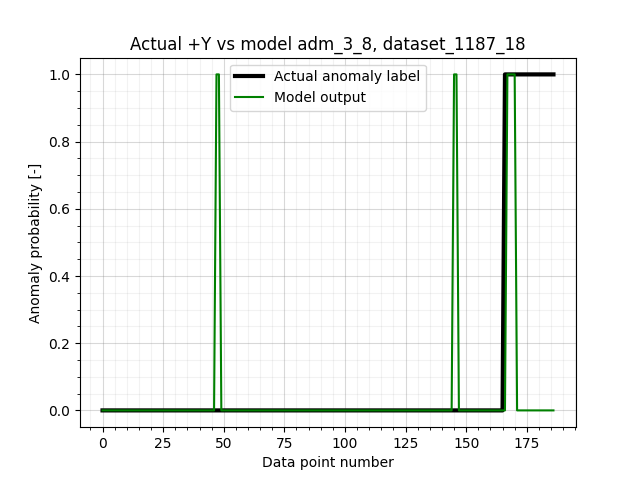 Actual +Y vs model adm_3_8, dataset_1187_18
Actual anomaly label
Model output
Anomaly probability [-]
1.0
0.8
0.6
0.4
0.2
0.0
0 25 50 75 100 125 150 175
Data point number